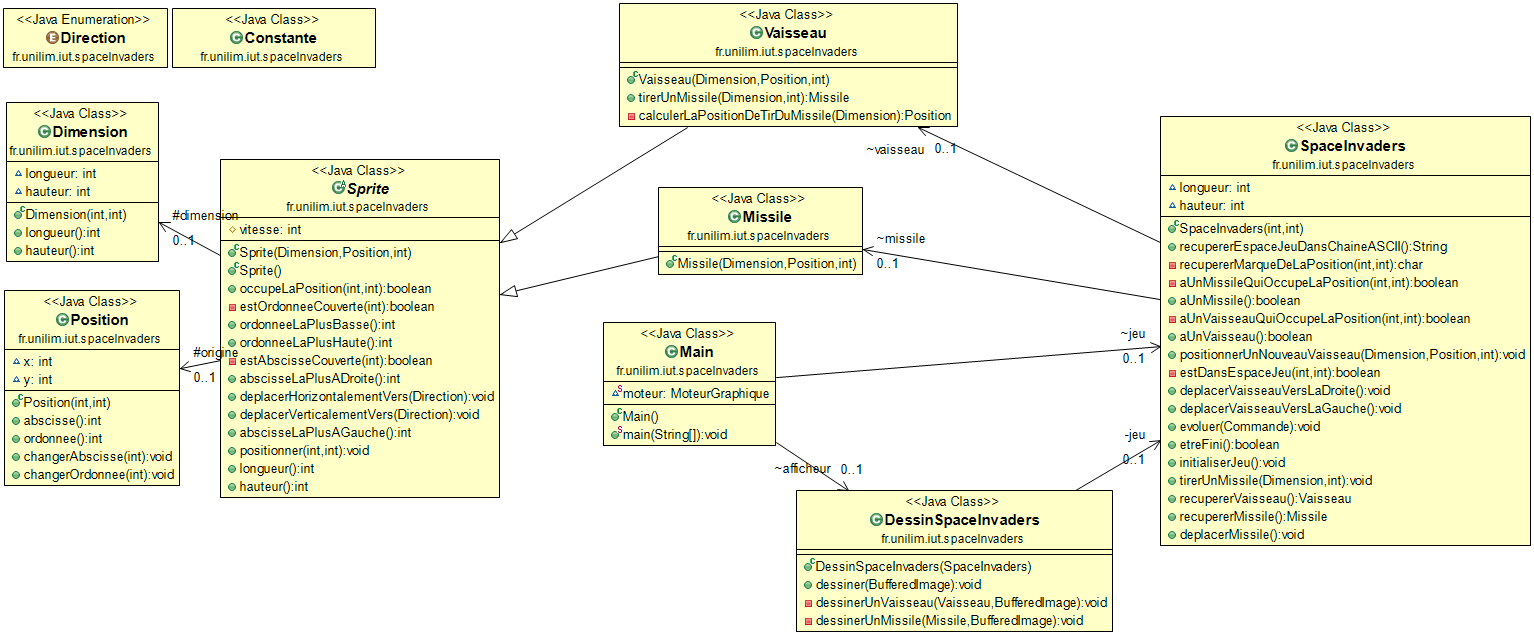 <<Java Enumeration>>
Direction
fr.unilim.iut.spaceInvaders
<<Java Class>>
Constante
fr.unilim.iut.spaceInvaders
<<Java Class>>
Vaisseau
fr.unilim.iut.spaceInvaders
Vaisseau(Dimension,Position,int)
tirerUnMissile(Dimension,int):Missile
calculerLaPositionDeTirDuMissile(Dimension):Position
<<Java Class>>
Dimension
fr.unilim.iut.spaceInvaders
longueur: int
hauteur: int
Dimension(int,int)
longueur():int
hauteur():int
#dimension
0..1
<<Java Class>>
Position
fr.unilim.iut.spaceInvaders
x: int
y: int
Position(int,int)
abscisse():int
ordonnee():int
changerAbscisse(int):void
changerOrdonnee(int):void
#origine
0..1
<<Java Class>>
Sprite
fr.unilim.iut.spaceInvaders
vitesse: int
Sprite(Dimension,Position,int)
Sprite()
occupeLaPosition(int,int):boolean
estOrdonneeCouverte(int):boolean
ordonneeLaPlusBasse():int
ordonneeLaPlusHaute():int
estAbscisseCouverte(int):boolean
abscisseLaPlusADroite():int
deplacerHorizontalementVers(Direction):void
deplacerVerticalementVers(Direction):void
abscisseLaPlusAGauche():int
positionner(int,int):void
longueur():int
hauteur():int
<<Java Class>>
Missile
fr.unilim.iut.spaceInvaders
Missile(Dimension,Position,int)
~vaisseau 0..1
~missile
0..1
<<Java Class>>
Main
fr.unilim.iut.spaceInvaders
moteur: MoteurGraphique
Main()
main(String[]):void
~jeu
0..1
~afficheur 0..1
-jeu
0..1
<<Java Class>>
DessinSpaceInvaders
fr.unilim.iut.spaceInvaders
DessinSpaceInvaders(SpaceInvaders)
dessiner(BufferedImage):void
dessinerUnVaisseau(Vaisseau,BufferedImage):void
dessinerUnMissile(Missile,BufferedImage):void
<<Java Class>>
SpaceInvaders
fr.unilim.iut.spaceInvaders
longueur: int
hauteur: int
SpaceInvaders(int,int)
recupererEspaceJeuDansChaineASCII():String
recupererMarqueDeLaPosition(int,int):char
aUnMissileQuiOccupeLaPosition(int,int):boolean
aUnMissile():boolean
aUnVaisseauQuiOccupeLaPosition(int,int):boolean
aUnVaisseau():boolean
positionnerUnNouveauVaisseau(Dimension,Position,int):void
estDansEspaceJeu(int,int):boolean
deplacerVaisseauVersLaDroite():void
deplacerVaisseauVersLaGauche():void
evoluer(Commande):void
etreFini():boolean
initialiserJeu():void
tirerUnMissile(Dimension,int):void
recupererVaisseau():Vaisseau
recupererMissile():Missile
deplacerMissile():void